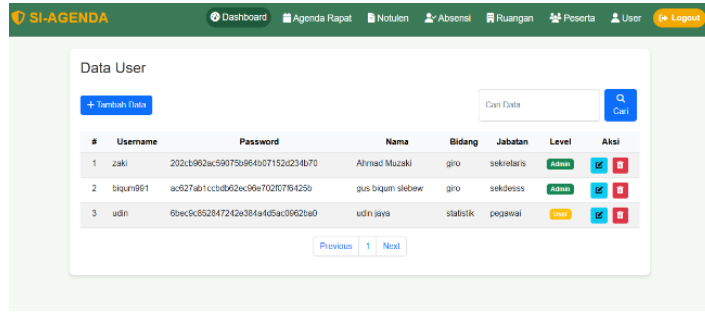 SI-AGENDA Dashboard Agenda Rapat Notulen Absensi Ruangan Peserta User Logout
Data User
+ Tambah Data Cari Data Cari
# Username Password Nama Bidang Jabatan Level Aksi
1 zaki 202cb962ac59075b964b07152d234b70 Ahmad Muzaki giro sekretaris Admin
2 biqum991 ac627ab1ccbdb62ec96e702f07f6425b gus biqum slebew giro sekdesss Admin
3 udin 6bec9c852847242e384a4d5ac0962ba0 udin jaya statistik pegawai User
Previous 1 Next